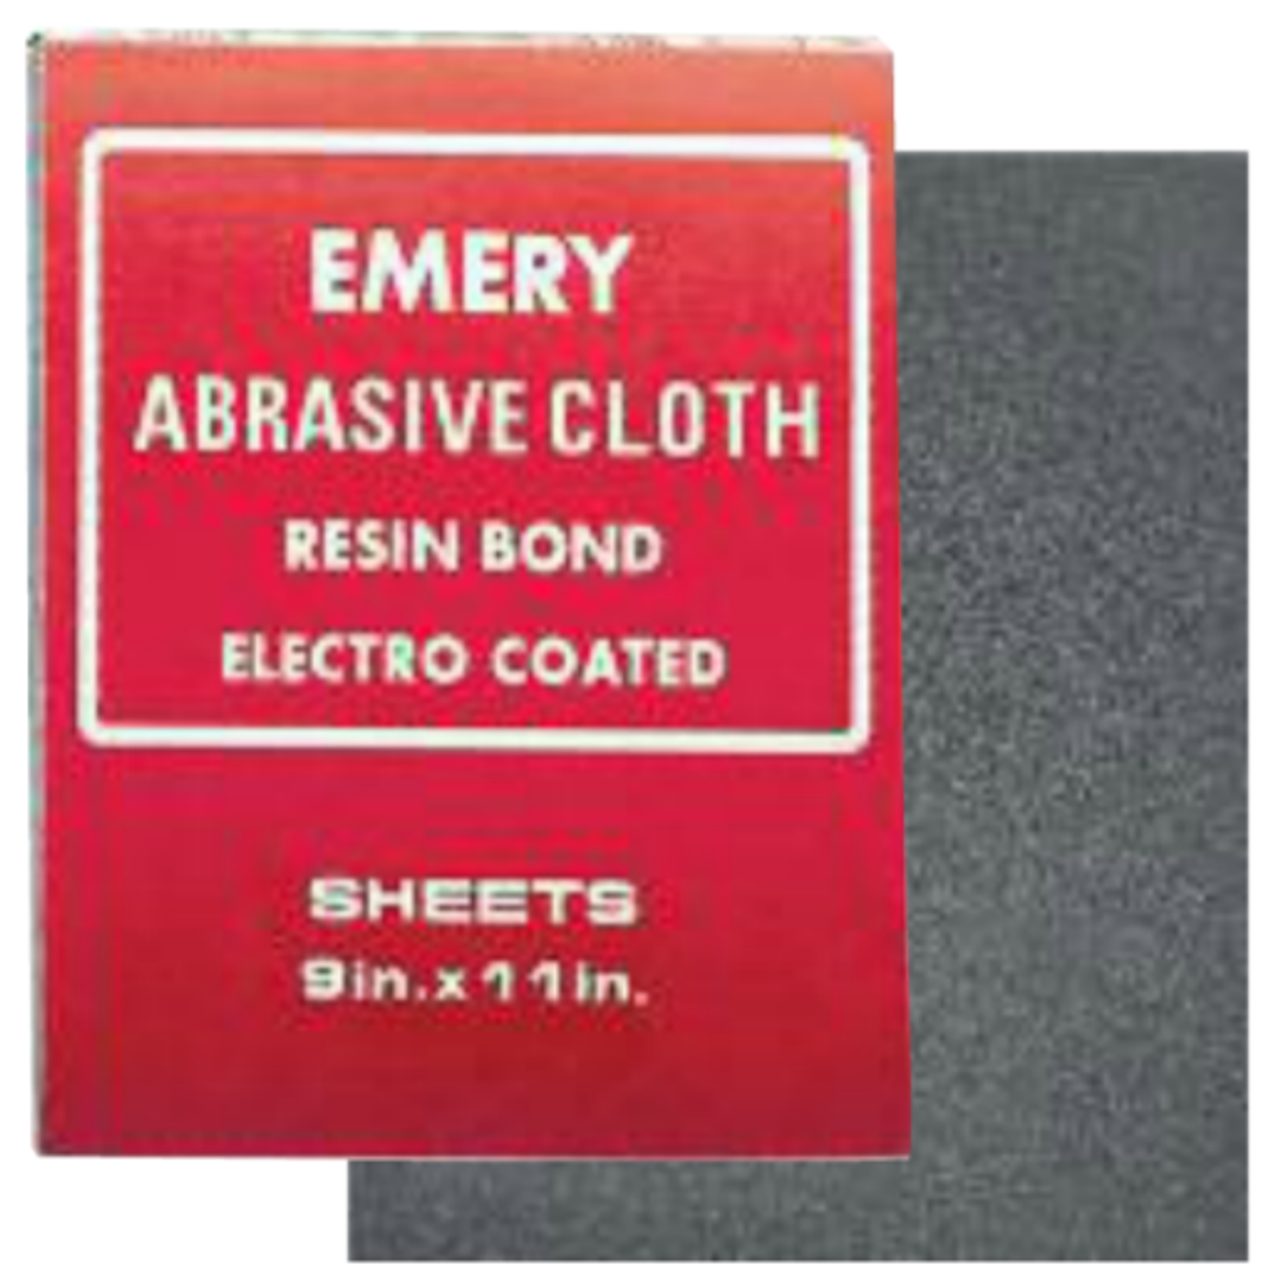 EMERY
ABRASIVE CLOTH
RESIN BOND
ELECTRO COATED
SHEETS
9in.x11in.